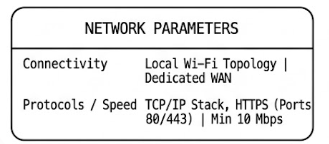 NETWORK PARAMETERS
Connectivity Local Wi-Fi Topology |
Dedicated WAN
Protocols / Speed TCP/IP Stack, HTTPS (Ports
80/443) | Min 10 Mbps